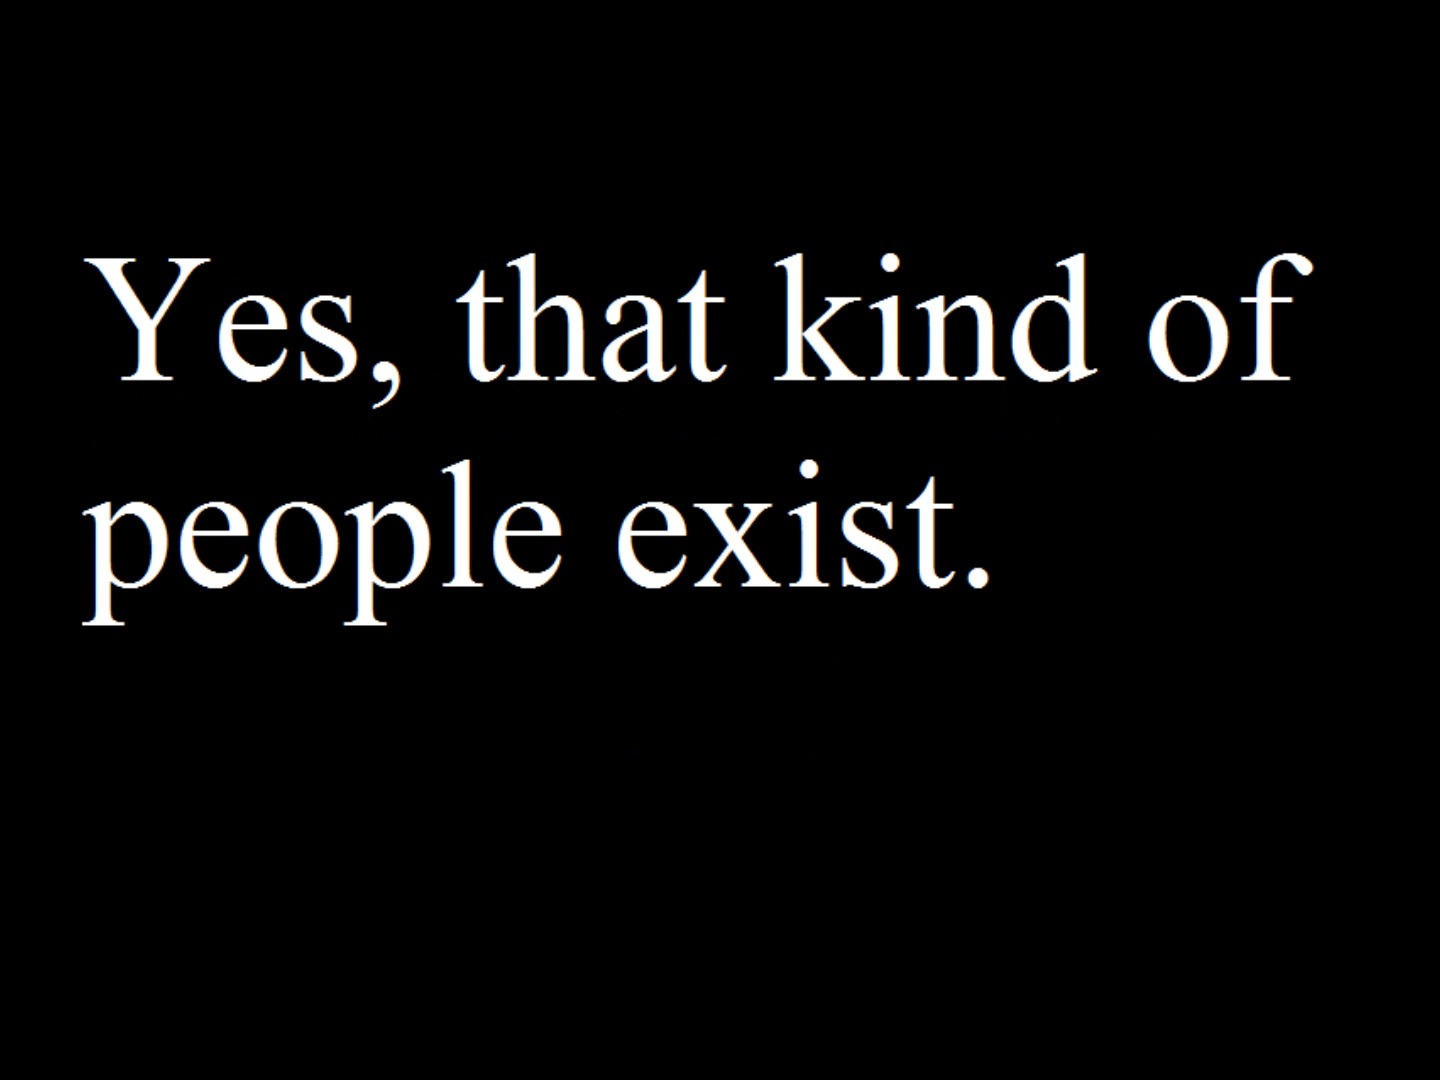 Yes, that kind of
people exist.